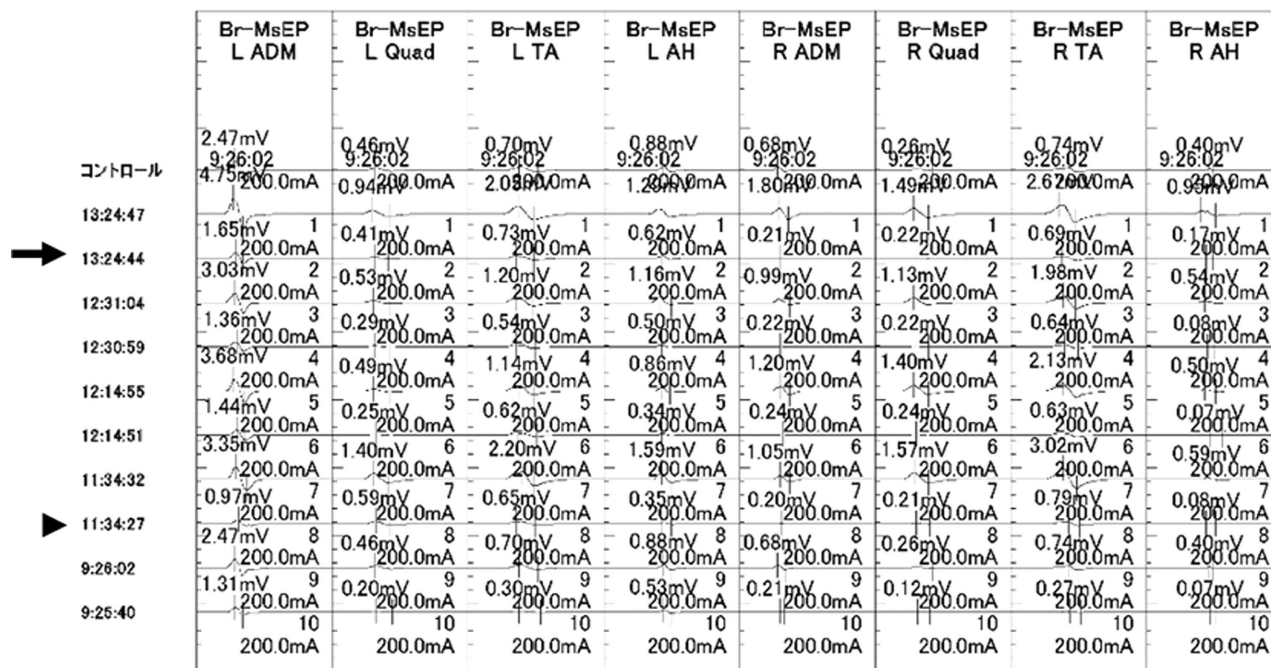 Br-MsEP Br-MsEP Br-MsEP Br-MsEP Br-MsEP Br-MsEP Br-MsEP Br-MsEP
L ADM L Quad L TA L AH R ADM R Quad R TA R AH
2.47mV 0.46mV 0.70mV 0.88mV 0.68mV 0.26mV 0.74mV 0.40mV
9:26:02 9:26:02 9:26:02 9:26:02 9:26:02 9:26:02 9:26:02 9:26:02
コントロール 200.0mA 200.0mA 200.0mA 200.0mA 200.0mA 200.0mA
4.75mV 0.94mV 1.80mV 1.49mV
13:24:47 1 1 1 1 1 1 1 1
1.65mV 0.41mV 0.73mV 0.62mV 0.21mV 0.22mV 0.69mV 0.17mV
13:24:44 200.0mA 200.0mA 200.0mA 200.0mA 200.0mA 200.0mA 200.0mA 200.0mA
3.03mV 2 0.53mV 2 1.20mV 2 1.16mV 2 0.99mV 2 1.13mV 2 1.98mV 2 0.54mV 2
12:31:04 200.0mA 200.0mA 200.0mA 200.0mA 200.0mA 200.0mA 200.0mA 200.0mA
1.36mV 3 0.29mV 3 0.54mV 3 0.50mV 3 0.22mV 3 0.22mV 3 0.64mV 3 0.08mV 3
12:30:59 200.0mA 200.0mA 200.0mA 200.0mA 200.0mA 200.0mA 200.0mA 200.0mA
3.68mV 4 0.49mV 4 1.14mV 4 0.86mV 4 1.20mV 4 1.40mV 4 2.13mV 4 0.50mV 4
12:14:55 200.0mA 200.0mA 200.0mA 200.0mA 200.0mA 200.0mA 200.0mA 200.0mA
1.44mV 5 0.25mV 5 0.62mV 5 0.34mV 5 0.24mV 5 0.24mV 5 0.63mV 5 0.07mV 5
12:14:51 200.0mA 200.0mA 200.0mA 200.0mA 200.0mA 200.0mA 200.0mA 200.0mA
3.35mV 6 1.40mV 6 2.20mV 6 1.59mV 6 1.05mV 6 1.57mV 6 3.02mV 6 0.59mV 6
11:34:32 200.0mA 200.0mA 200.0mA 200.0mA 200.0mA 200.0mA 200.0mA 200.0mA
0.97mV 7 0.59mV 7 0.65mV 7 0.35mV 7 0.20mV 7 0.21mV 7 0.79mV 7 0.08mV 7
11:34:27 200.0mA 200.0mA 200.0mA 200.0mA 200.0mA 200.0mA 200.0mA 200.0mA
2.47mV 8 0.46mV 8 0.70mV 8 0.88mV 8 0.68mV 8 0.26mV 8 0.74mV 8 0.40mV 8
9:26:02 200.0mA 200.0mA 200.0mA 200.0mA 200.0mA 200.0mA 200.0mA 200.0mA
1.31mV 9 0.20mV 9 0.30mV 9 0.53mV 9 0.21mV 9 0.12mV 9 0.27mV 9 0.07mV 9
9:25:40 200.0mA 200.0mA 200.0mA 200.0mA 200.0mA 200.0mA 200.0mA 200.0mA
10 10 10 10 10 10 10 10
200.0mA 200.0mA 200.0mA 200.0mA 200.0mA 200.0mA 200.0mA 200.0mA